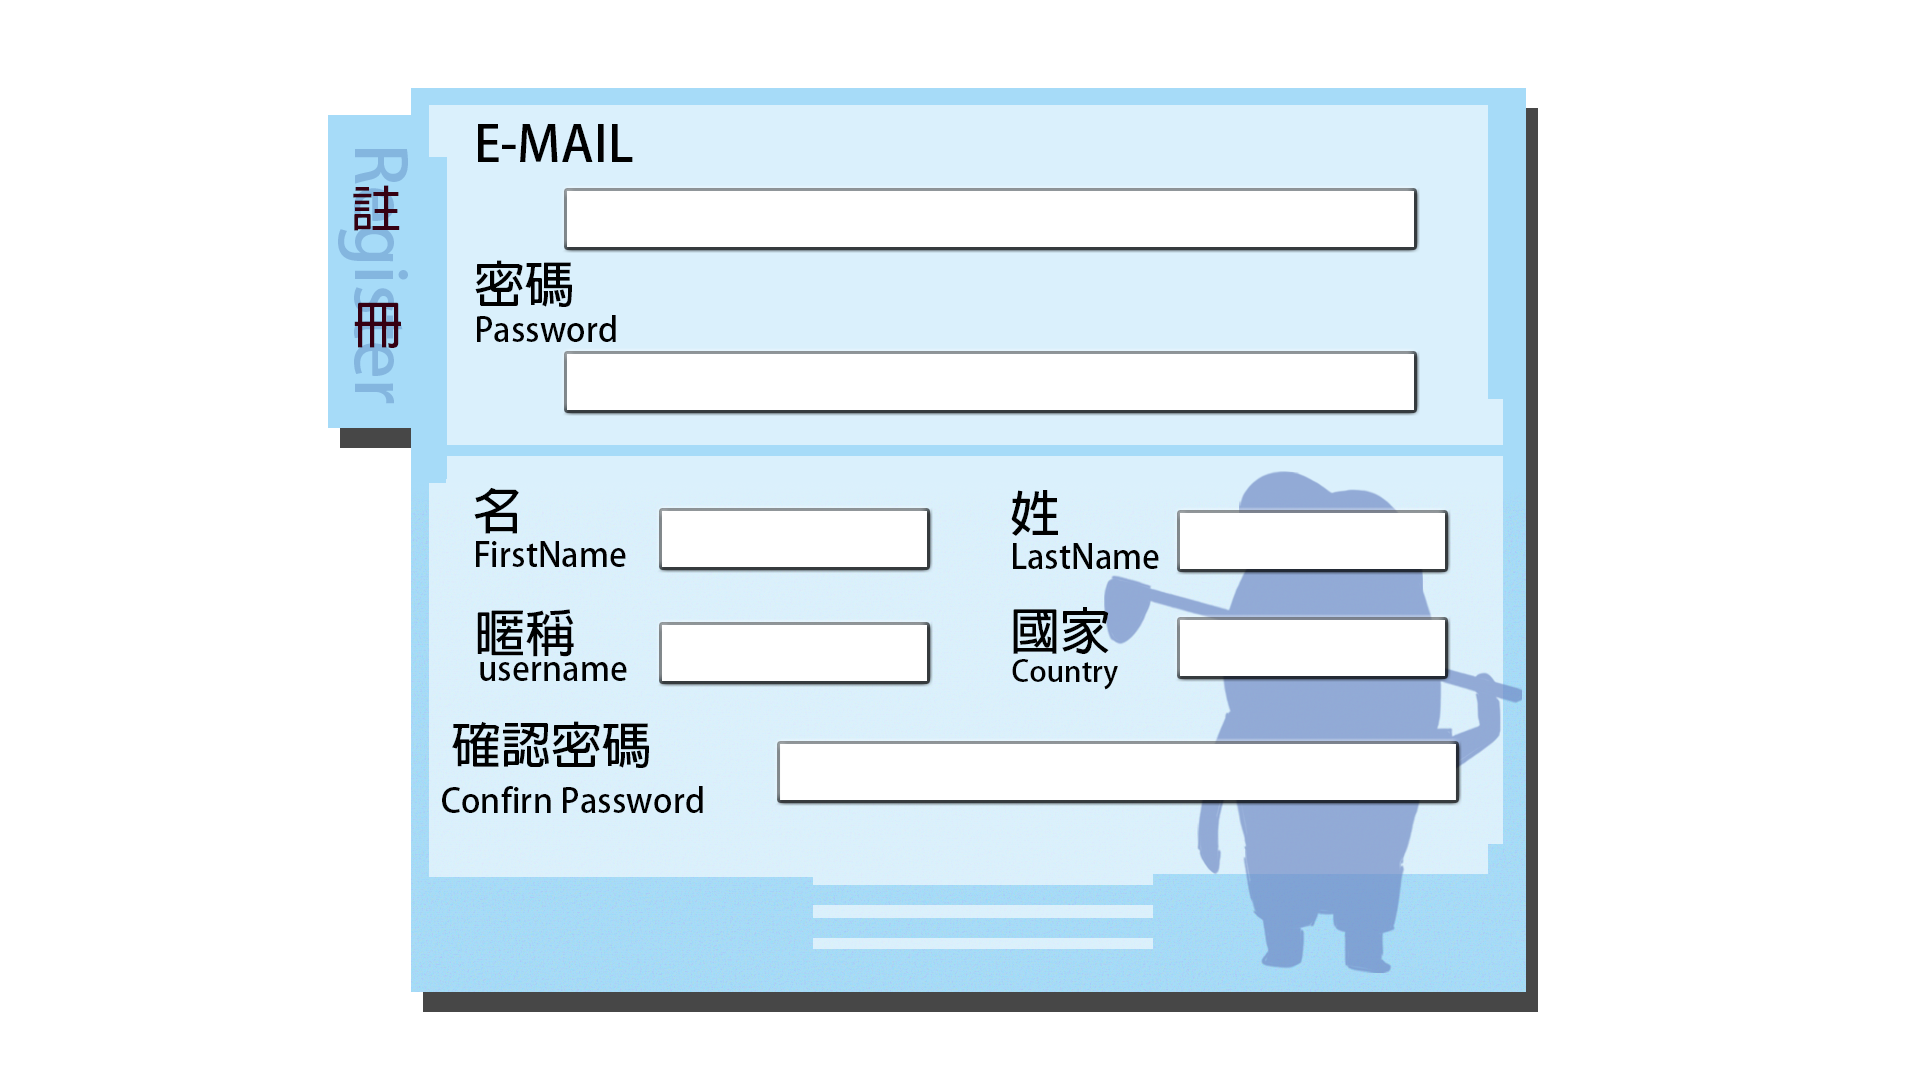 Register
註冊
E-MAIL
密碼
Password
名
FirstName
姓
LastName
暱稱
username
國家
Country
確認密碼
Confirn Password